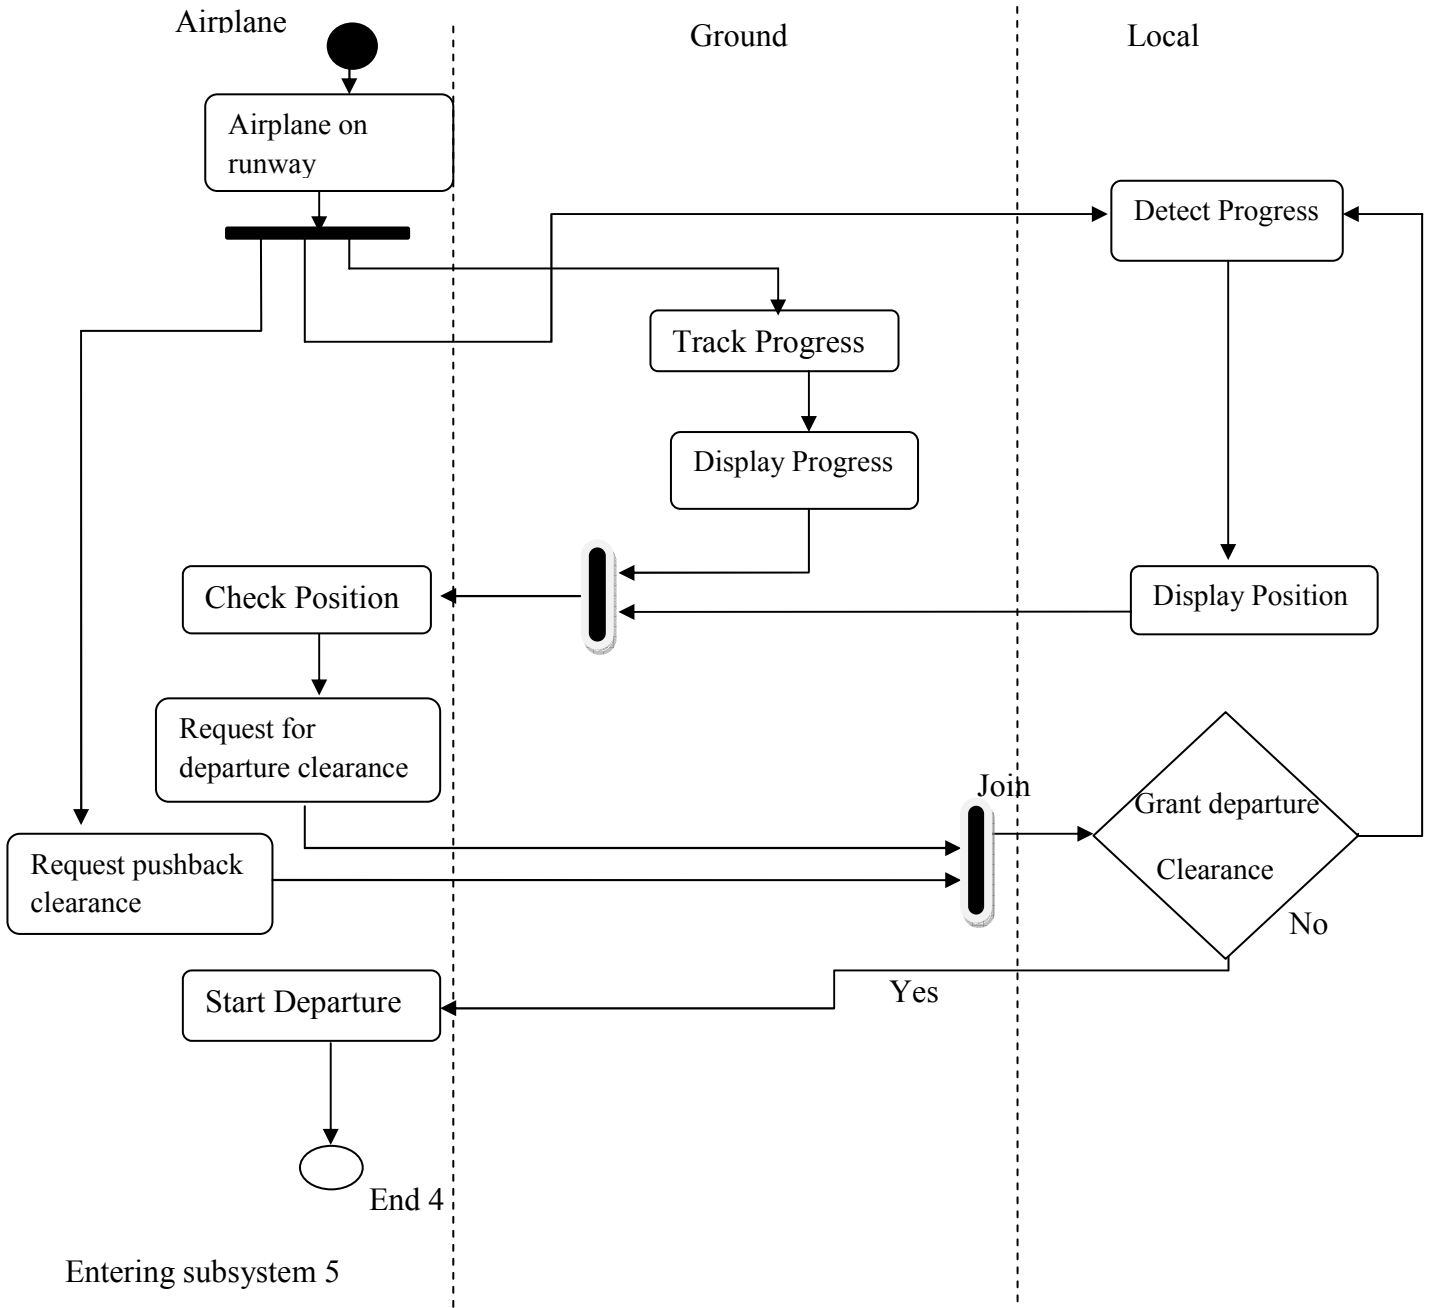 Airplane
Ground
Local
Airplane on
runway
Detect Progress
Track Progress
Display Progress
Check Position
Display Position
Request for
departure clearance
Join
Grant departure
Clearance
Request pushback
clearance
No
Start Departure
Yes
End 4
Entering subsystem 5